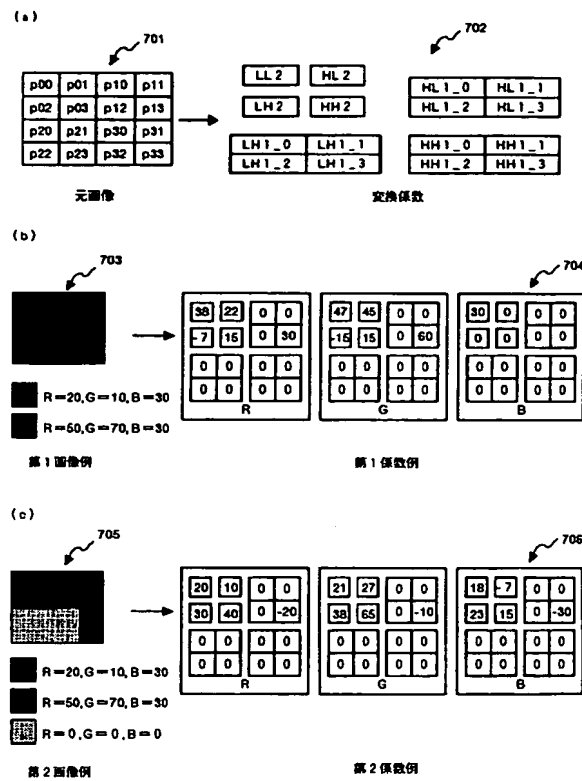 (a)
701
702
p00 p01 p10 p11
p02 p03 p12 p13
p20 p21 p30 p31
p22 p23 p32 p33
LL2 HL2
LH2 HH2
HL1_0 HL1_1
HL1_2 HL1_3
LH1_0 LH1_1
LH1_2 LH1_3
HH1_0 HH1_1
HH1_2 HH1_3
元画像
変換係数
(b)
703
704
38 22 0 0
-7 15 0 30
0 0 0 0
0 0 0 0
R
47 45 0 0
-15 15 0 60
0 0 0 0
0 0 0 0
G
30 0 0 0
0 0 0 0
0 0 0 0
0 0 0 0
B
R=20,G=10,B=30
R=50,G=70,B=30
第1画像例
第1係数例
(c)
705
706
20 10 0 0
30 40 0 -20
0 0 0 0
0 0 0 0
R
21 27 0 0
38 65 0 -10
0 0 0 0
0 0 0 0
G
18 -7 0 0
23 15 0 -30
0 0 0 0
0 0 0 0
B
R=20,G=10,B=30
R=50,G=70,B=30
R=0,G=0,B=0
第2画像例
第2係数例